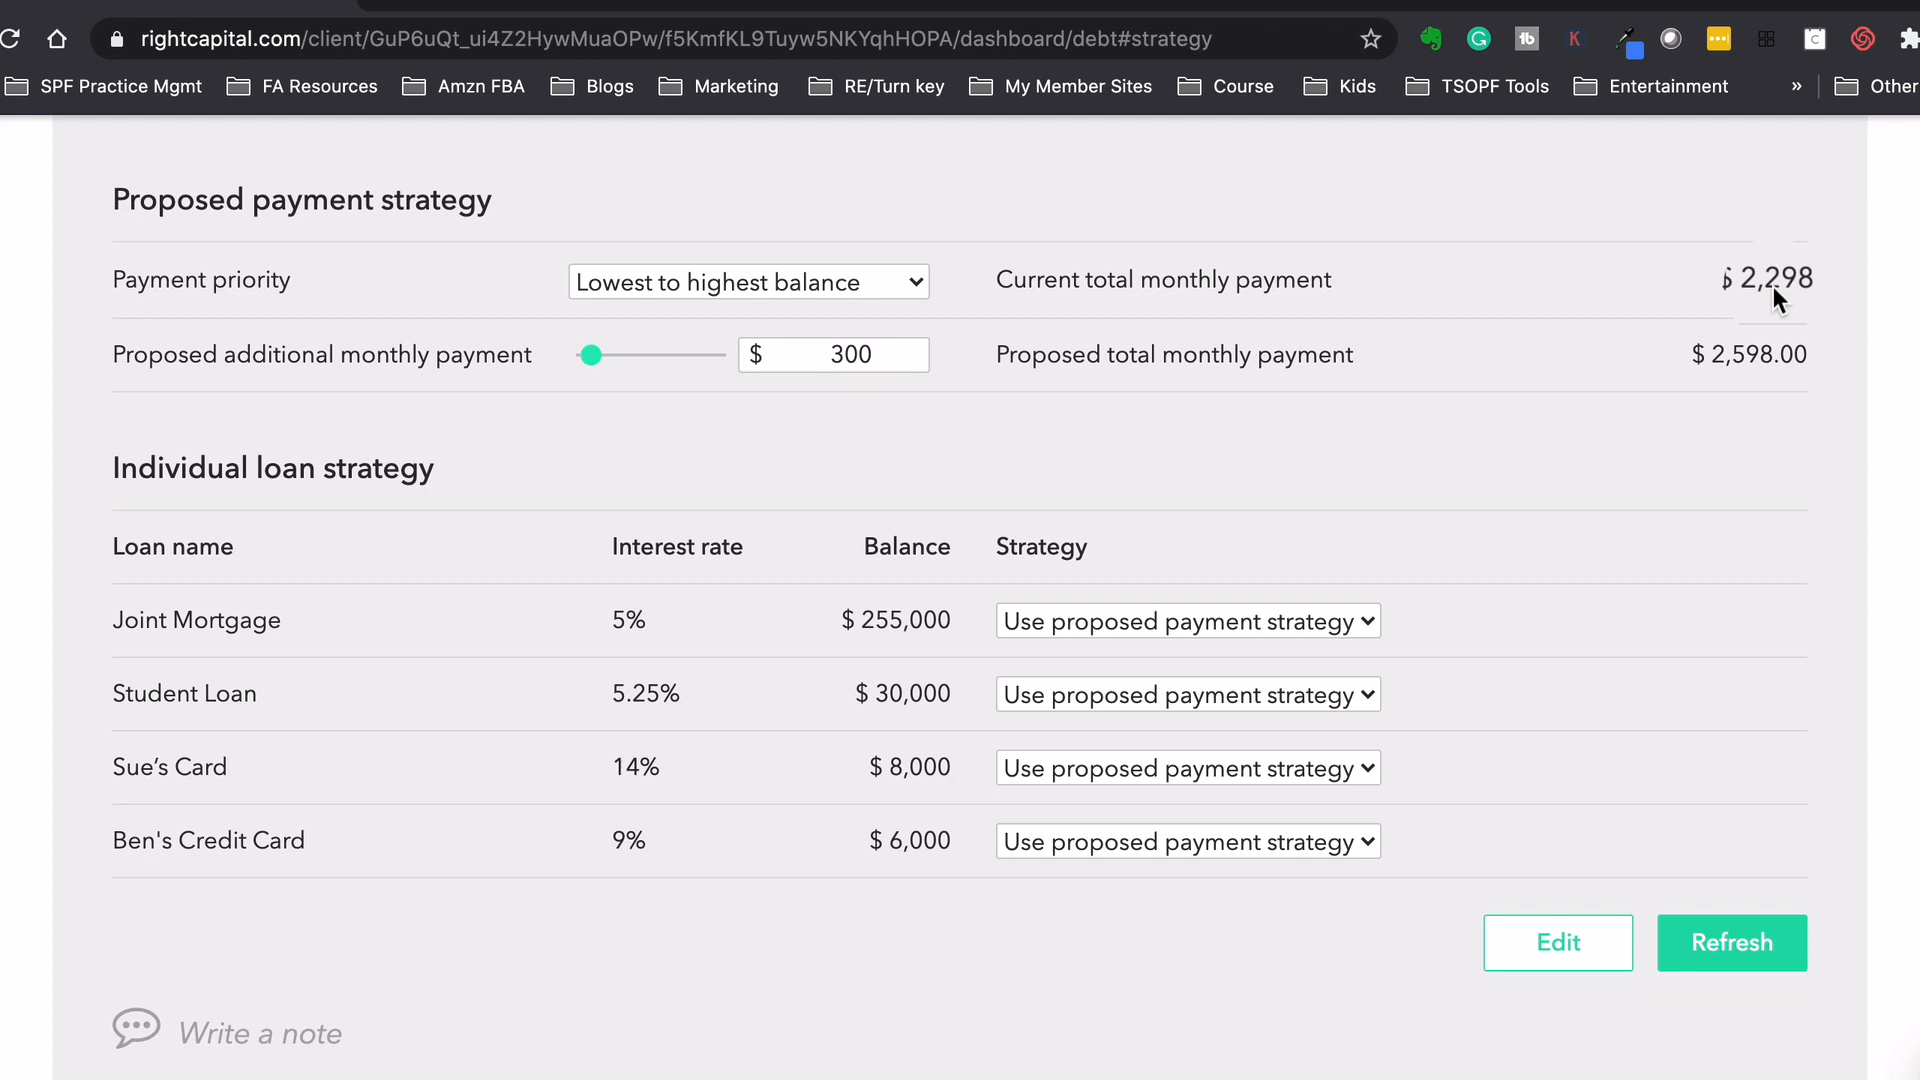 rightcapital.com/client/GuP6uQt_ui4Z2HywMuaOPw/f5KmfKL9Tuyw5NKYqhHOPA/dashboard/debt#strategy
SPF Practice Mgmt FA Resources Amzn FBA Blogs Marketing RE/Turn key My Member Sites Course Kids TSOPF Tools Entertainment » Other
Proposed payment strategy
Payment priority Lowest to highest balance Current total monthly payment $ 2,298
Proposed additional monthly payment $ 300 Proposed total monthly payment $ 2,598.00
Individual loan strategy
Loan name Interest rate Balance Strategy
Joint Mortgage 5% $ 255,000 Use proposed payment strategy
Student Loan 5.25% $ 30,000 Use proposed payment strategy
Sue’s Card 14% $ 8,000 Use proposed payment strategy
Ben's Credit Card 9% $ 6,000 Use proposed payment strategy
Edit Refresh
Write a note